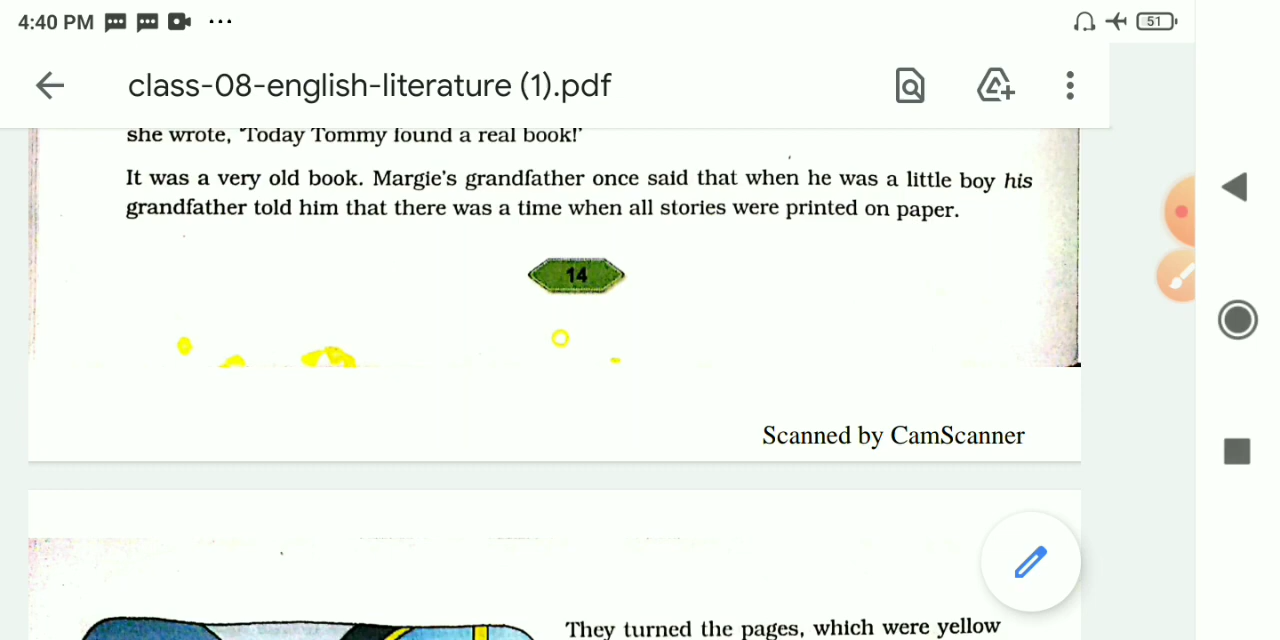 4:40 PM ... 51
class-08-english-literature (1).pdf
she wrote, 'Today Tommy found a real book!'
It was a very old book. Margie's grandfather once said that when he was a little boy his
grandfather told him that there was a time when all stories were printed on paper.
14
Scanned by CamScanner
They turned the pages, which were yellow